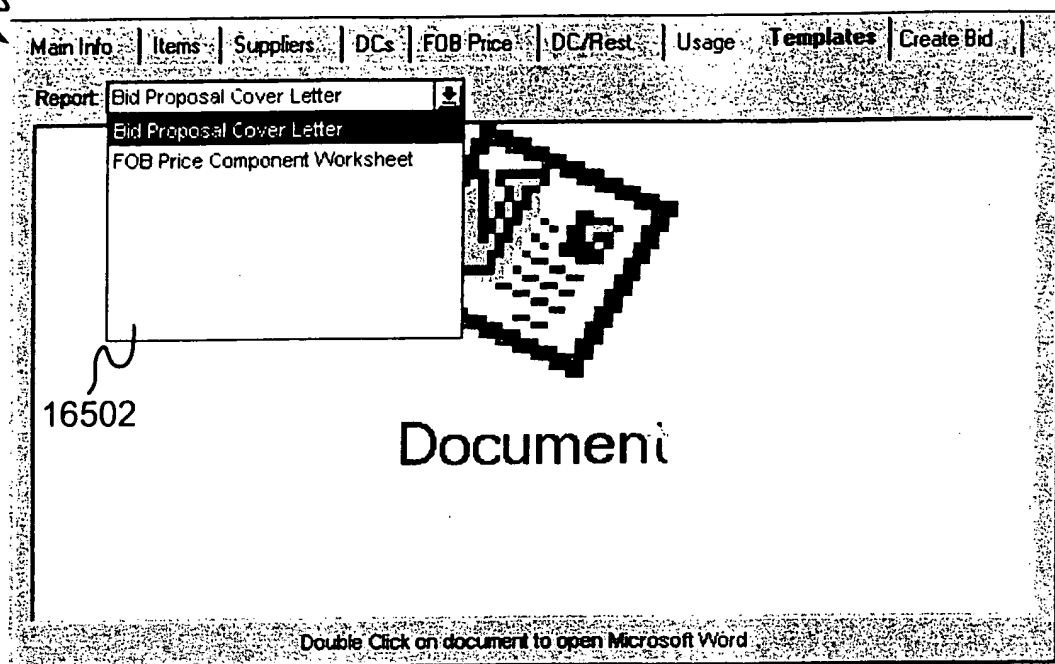 Main Info Items Suppliers DCs FOB Price DC/Rest. Usage Templates Create Bid
Report: Bid Proposal Cover Letter
Bid Proposal Cover Letter
FOB Price Component Worksheet
16502
Document
Double Click on document to open Microsoft Word